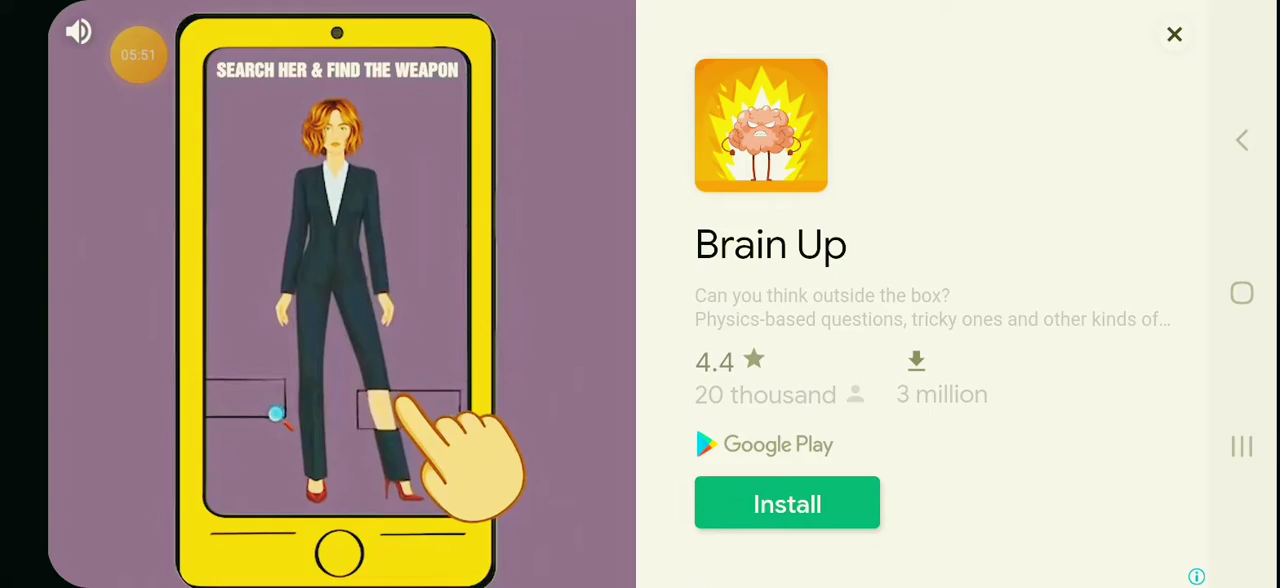 05:51
SEARCH HER & FIND THE WEAPON
Brain Up
Can you think outside the box?
Physics-based questions, tricky ones and other kinds of...
4.4
20 thousand
3 million
Google Play
Install